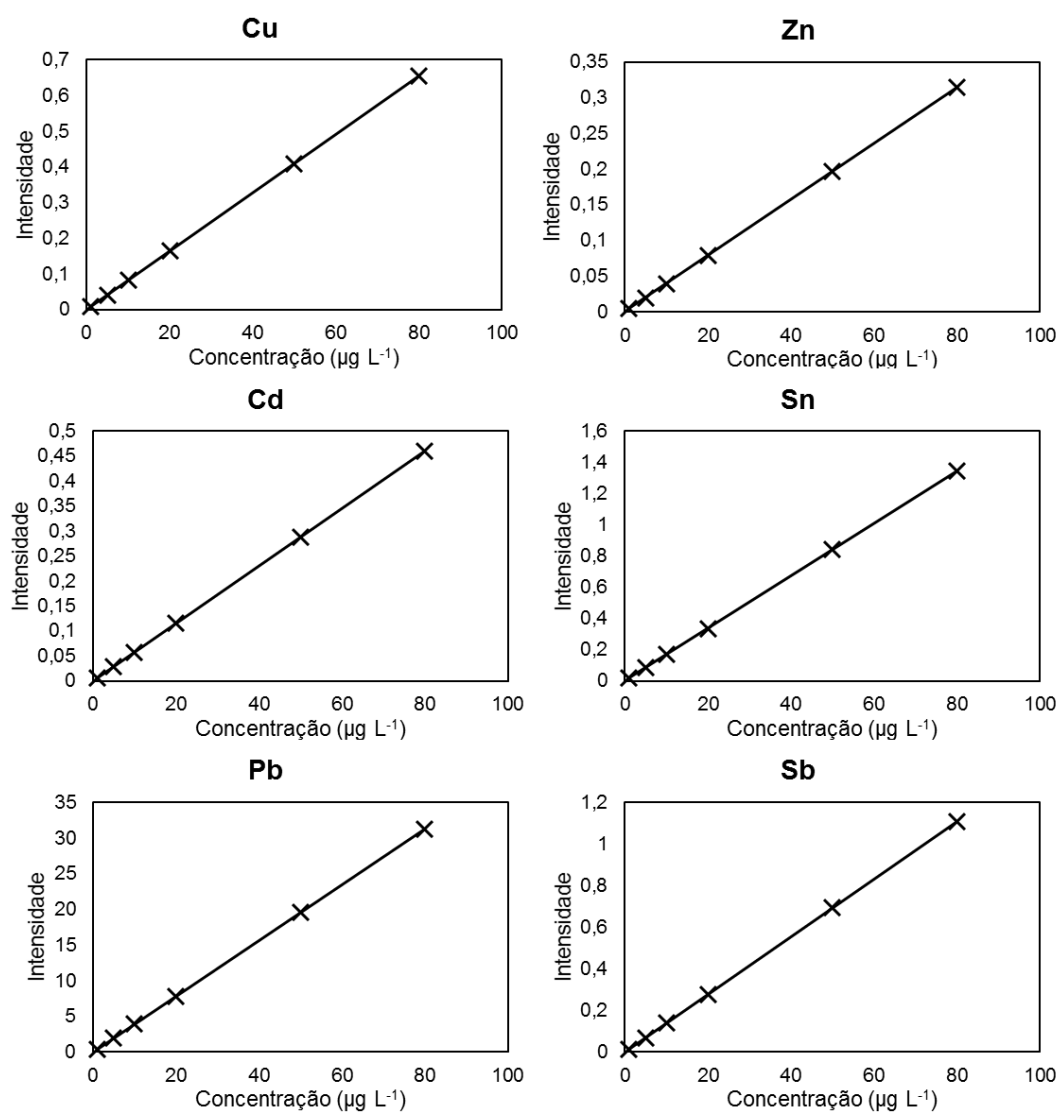 Cu
0,7
0,6
0,5
0,4
0,3
0,2
0,1
0
Intensidade
0 20 40 60 80 100
Concentração (µg L-1)
Zn
0,35
0,3
0,25
0,2
0,15
0,1
0,05
0
Intensidade
0 20 40 60 80 100
Concentração (µg L-1)
Cd
0,5
0,45
0,4
0,35
0,3
0,25
0,2
0,15
0,1
0,05
0
Intensidade
0 20 40 60 80 100
Concentração (µg L-1)
Sn
1,6
1,4
1,2
1
0,8
0,6
0,4
0,2
0
Intensidade
0 20 40 60 80 100
Concentração (µg L-1)
Pb
35
30
25
20
15
10
5
0
Intensidade
0 20 40 60 80 100
Concentração (µg L-1)
Sb
1,2
1
0,8
0,6
0,4
0,2
0
Intensidade
0 20 40 60 80 100
Concentração (µg L-1)